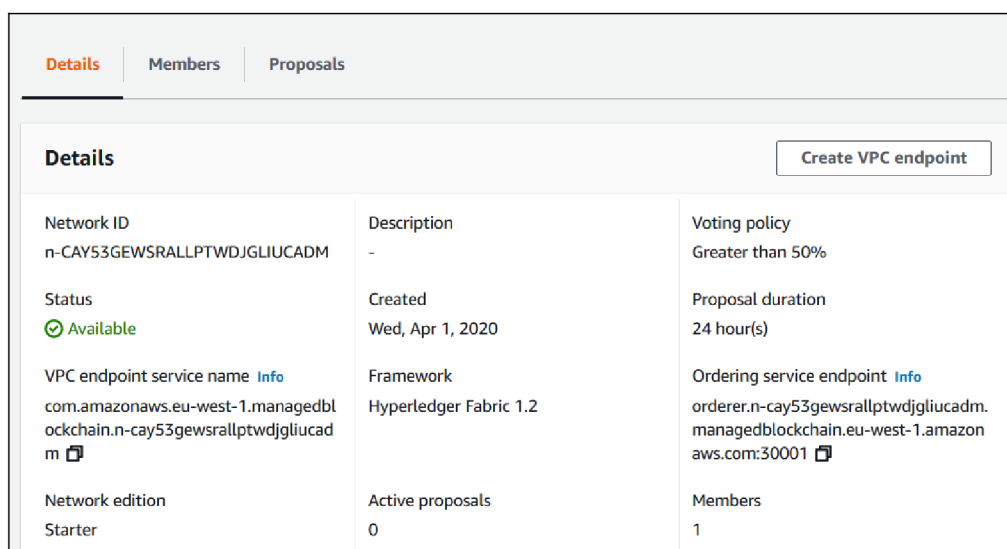 Details
Members
Proposals
Details
Create VPC endpoint
Network ID
n-CAY53GEWSRALLPTWDJGLIUCADM
Description
-
Voting policy
Greater than 50%
Status
Available
Created
Wed, Apr 1, 2020
Proposal duration
24 hour(s)
VPC endpoint service name Info
com.amazonaws.eu-west-1.managedbl
ockchain.n-cay53gewsrallptwdjgliucad
m
Framework
Hyperledger Fabric 1.2
Ordering service endpoint Info
orderer.n-cay53gewsrallptwdjgliucadm.
managedblockchain.eu-west-1.amazon
aws.com:30001
Network edition
Starter
Active proposals
0
Members
1